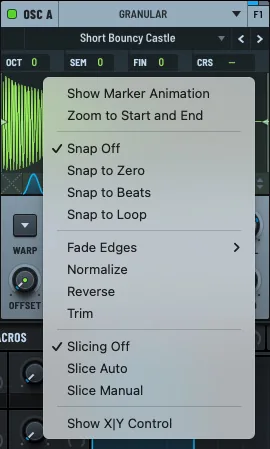 OSC A GRANULAR F1
Short Bouncy Castle
OCT 0 SEM 0 FIN 0 CRS --
Show Marker Animation
Zoom to Start and End
Snap Off
Snap to Zero
Snap to Beats
Snap to Loop
WARP
Fade Edges
Normalize
OFFSET
Reverse
Trim
ACROS
Slicing Off
Slice Auto
Slice Manual
Show X|Y Control